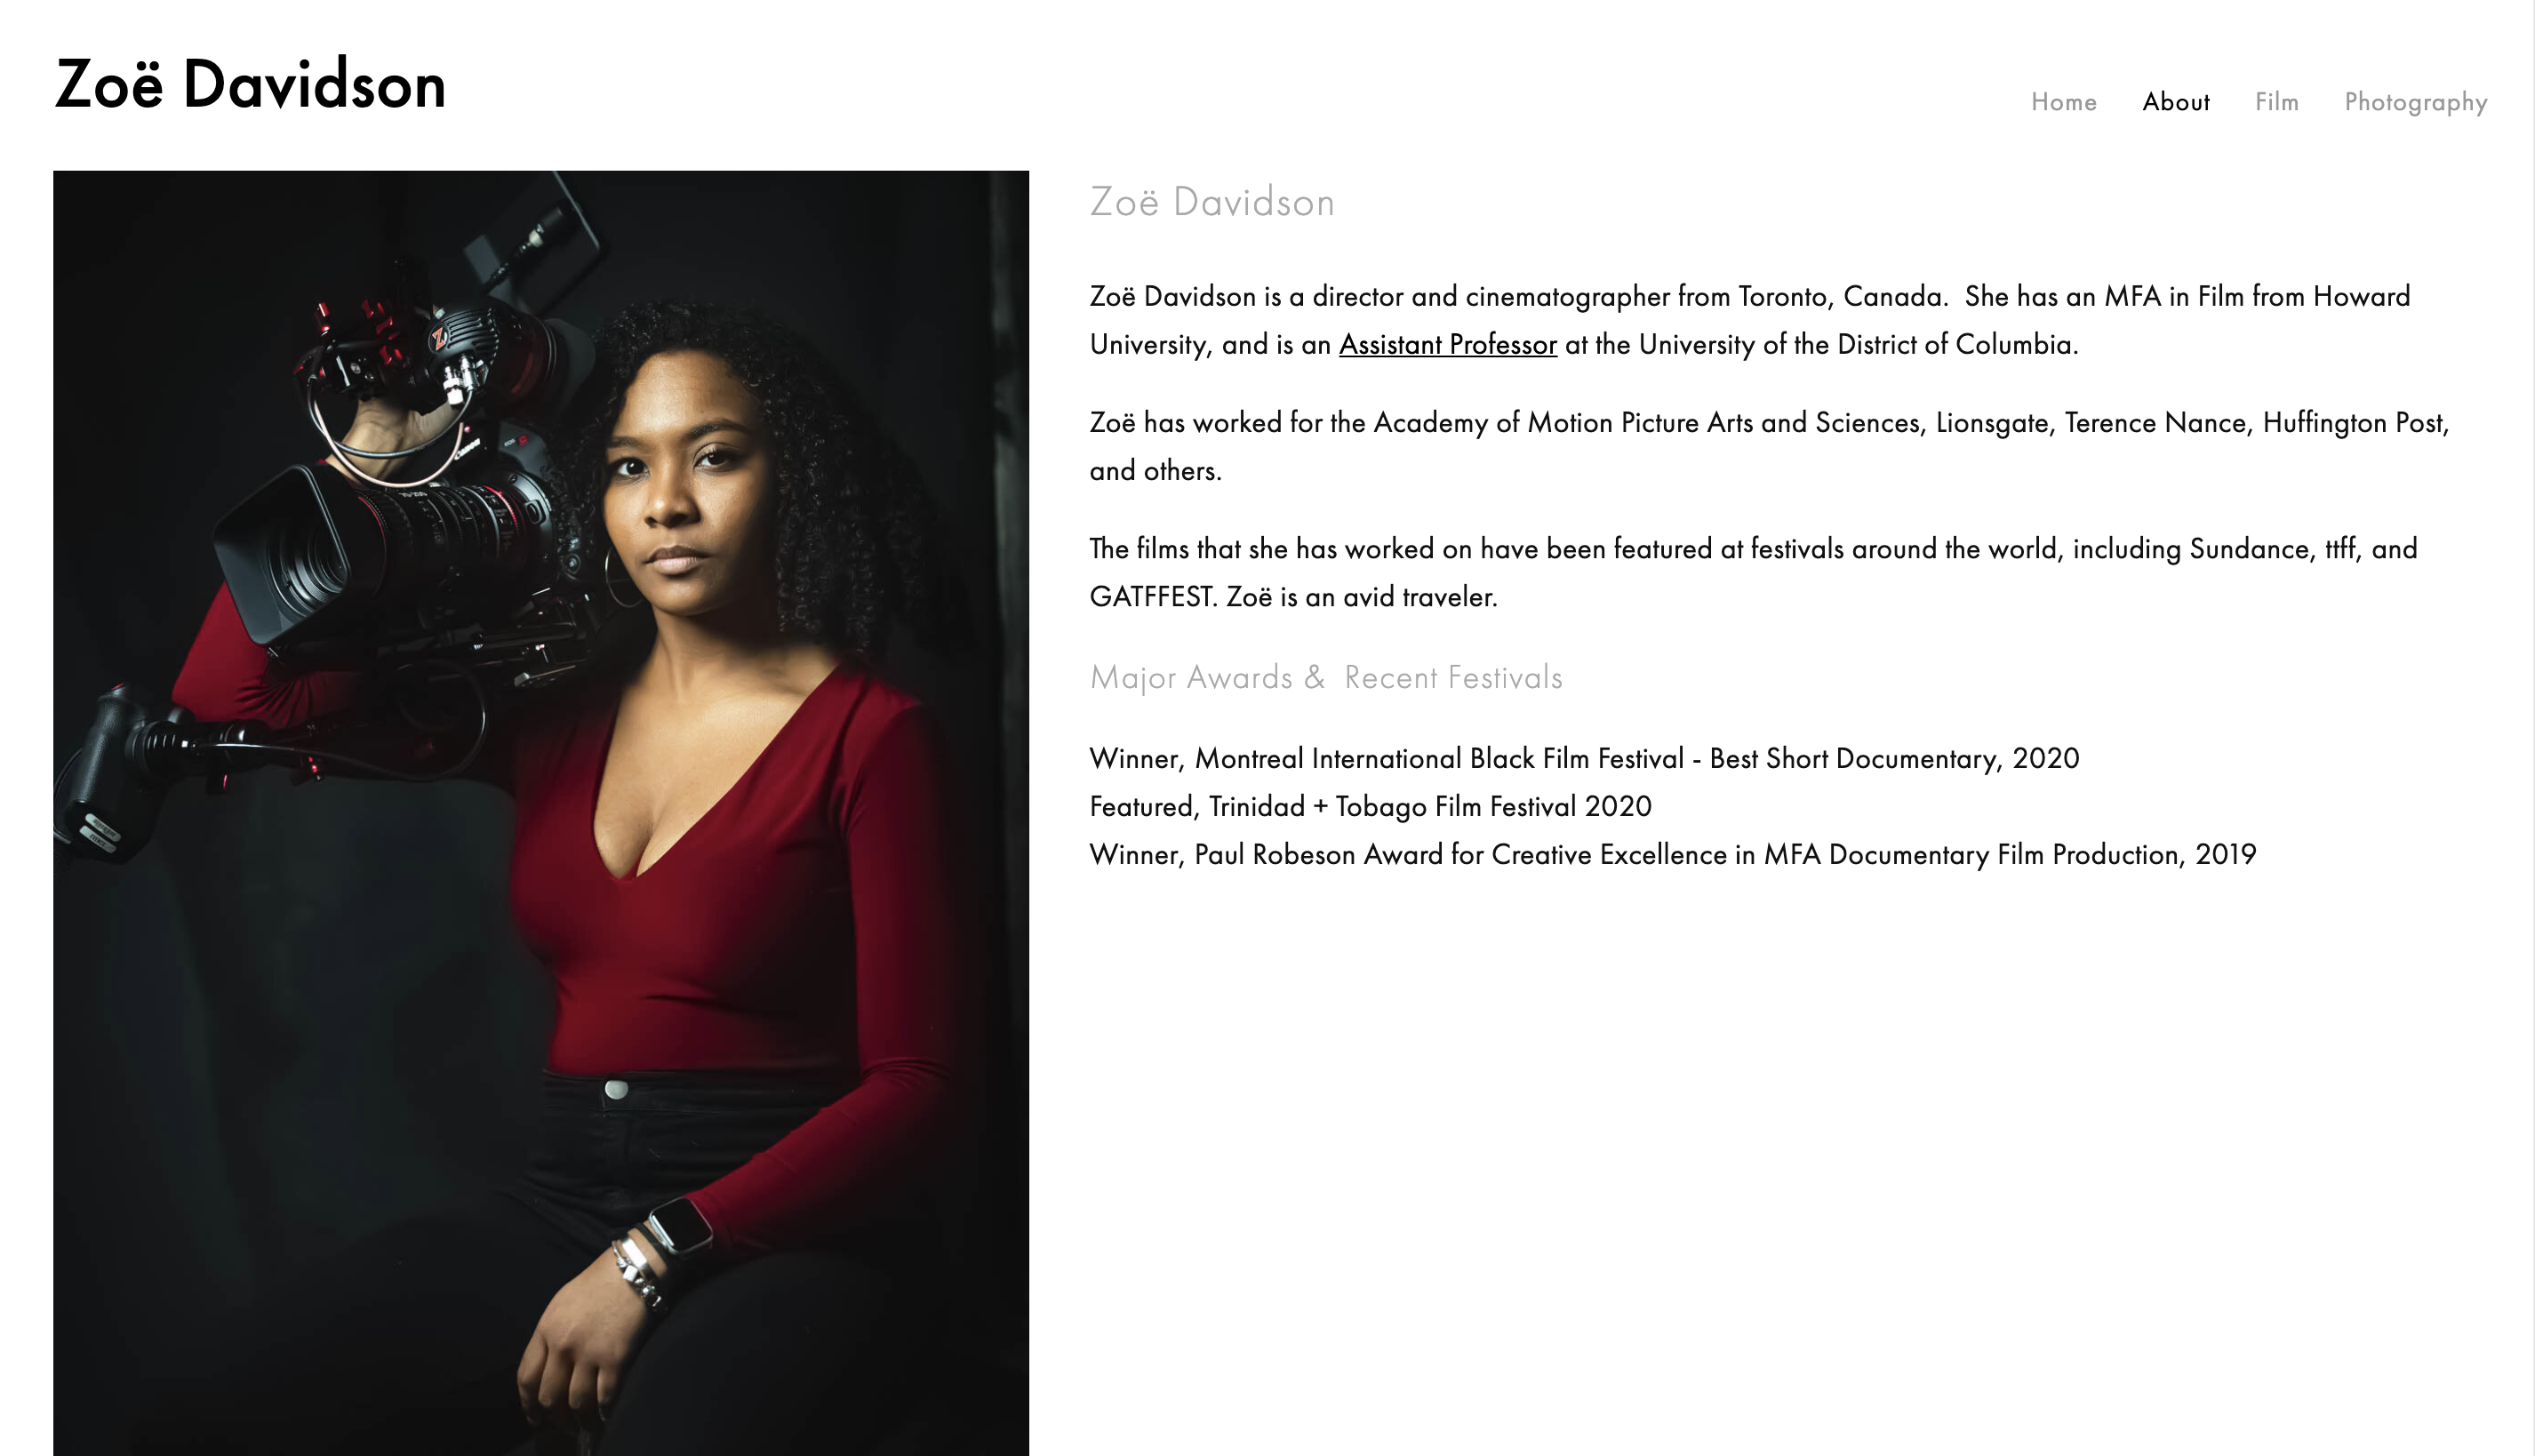 Zoë Davidson
Home About Film Photography
Zoë Davidson
Zoë Davidson is a director and cinematographer from Toronto, Canada.  She has an MFA in Film from Howard
University, and is an Assistant Professor at the University of the District of Columbia.
Zoë has worked for the Academy of Motion Picture Arts and Sciences, Lionsgate, Terence Nance, Huffington Post,
and others.
The films that she has worked on have been featured at festivals around the world, including Sundance, ttff, and
GATFFEST. Zoë is an avid traveler.
Major Awards &  Recent Festivals
Winner, Montreal International Black Film Festival - Best Short Documentary, 2020
Featured, Trinidad + Tobago Film Festival 2020
Winner, Paul Robeson Award for Creative Excellence in MFA Documentary Film Production, 2019
Z
Canon